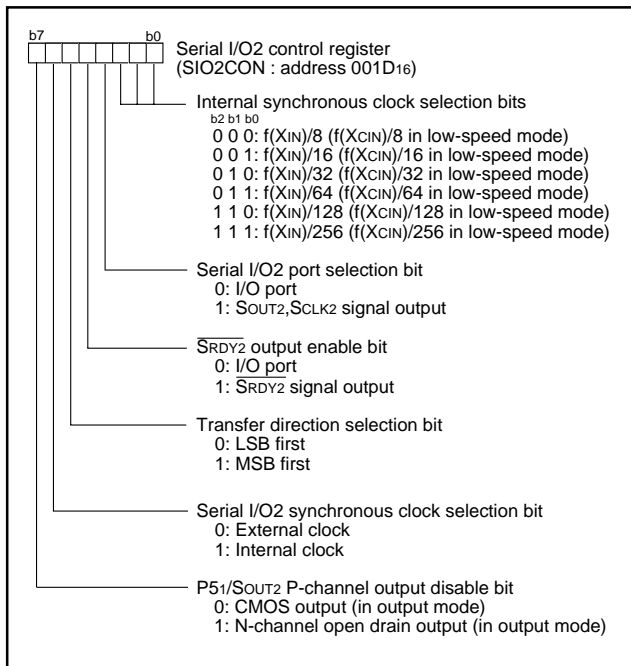 b7 b0
Serial I/O2 control register
(SIO2CON : address 001D16)
Internal synchronous clock selection bits
b2 b1 b0
0 0 0: f(XIN)/8 (f(XCIN)/8 in low-speed mode)
0 0 1: f(XIN)/16 (f(XCIN)/16 in low-speed mode)
0 1 0: f(XIN)/32 (f(XCIN)/32 in low-speed mode)
0 1 1: f(XIN)/64 (f(XCIN)/64 in low-speed mode)
1 1 0: f(XIN)/128 (f(XCIN)/128 in low-speed mode)
1 1 1: f(XIN)/256 (f(XCIN)/256 in low-speed mode)
Serial I/O2 port selection bit
0: I/O port
1: SOUT2,SCLK2 signal output
SRDY2 output enable bit
0: I/O port
1: SRDY2 signal output
Transfer direction selection bit
0: LSB first
1: MSB first
Serial I/O2 synchronous clock selection bit
0: External clock
1: Internal clock
P51/SOUT2 P-channel output disable bit
0: CMOS output (in output mode)
1: N-channel open drain output (in output mode)